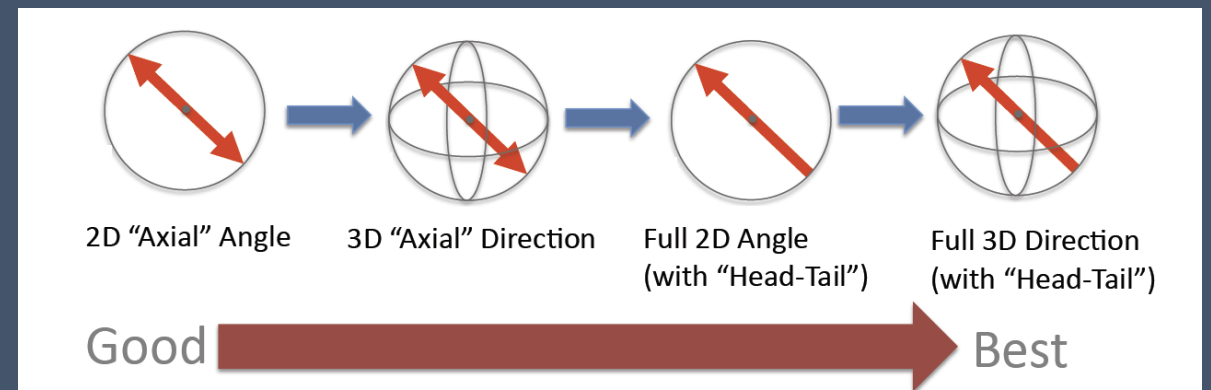 2D “Axial” Angle
3D “Axial” Direction
Full 2D Angle
(with “Head-Tail”)
Full 3D Direction
(with “Head-Tail”)
Good
Best